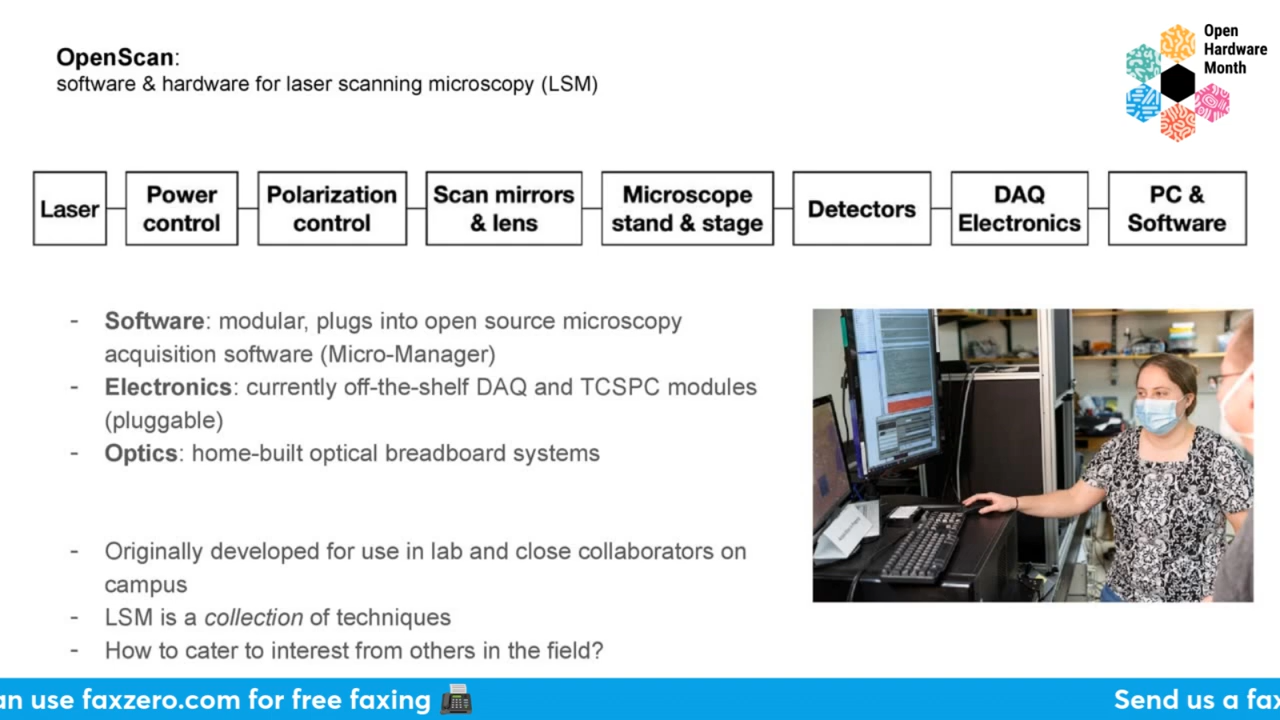 OpenScan:
software & hardware for laser scanning microscopy (LSM)
Open
Hardware
Month
Laser
Power
control
Polarization
control
Scan mirrors
& lens
Microscope
stand & stage
Detectors
DAQ
Electronics
PC &
Software
- Software: modular, plugs into open source microscopy
acquisition software (Micro-Manager)
- Electronics: currently off-the-shelf DAQ and TCSPC modules
(pluggable)
- Optics: home-built optical breadboard systems
- Originally developed for use in lab and close collaborators on
campus
- LSM is a collection of techniques
- How to cater to interest from others in the field?
an use faxzero.com for free faxing 📠
Send us a fax